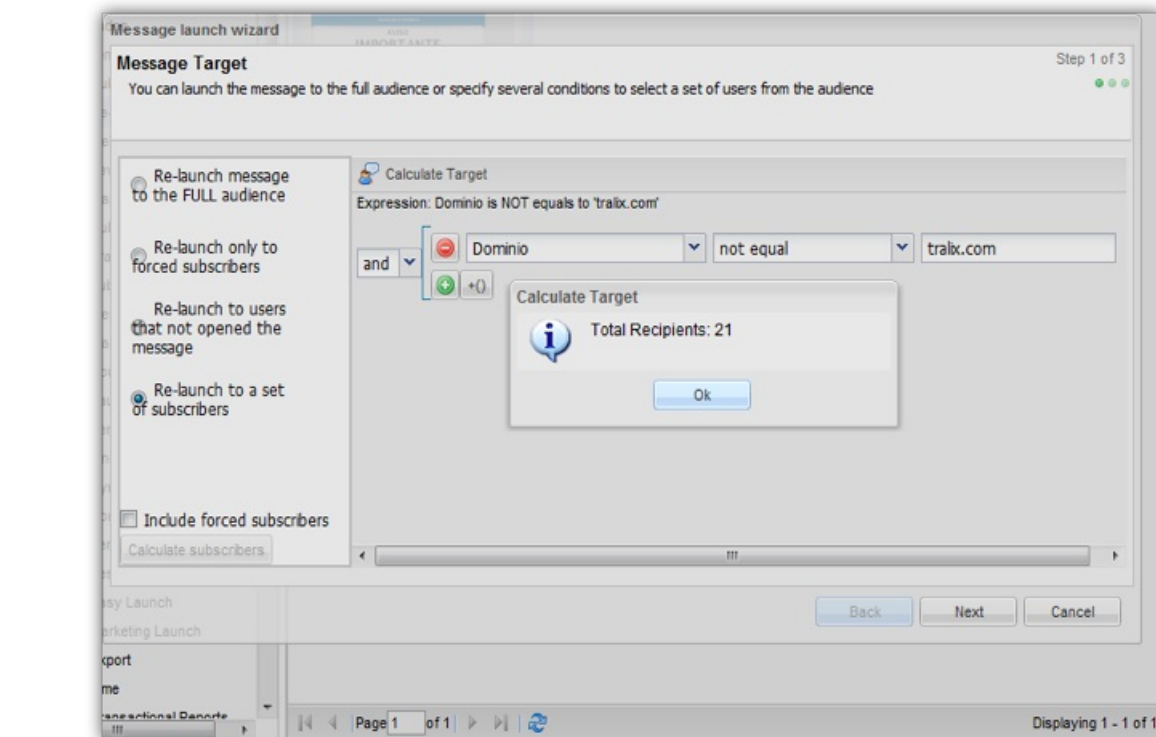 Message launch wizard
IMPORTANTE
Message Target
Step 1 of 3
You can launch the message to the full audience or specify several conditions to select a set of users from the audience
Re-launch message
to the FULL audience
Re-launch only to
forced subscribers
Re-launch to users
that not opened the
message
Re-launch to a set
of subscribers
Include forced subscribers
Calculate subscribers
Calculate Target
Expression: Dominio is NOT equals to 'tralix.com'
and
Dominio
not equal
tralix.com
+()
Calculate Target
Total Recipients: 21
Ok
Back
Next
Cancel
asy Launch
arketing Launch
xport
me
ransactional Reports
Page 1 of 1
Displaying 1 - 1 of 1